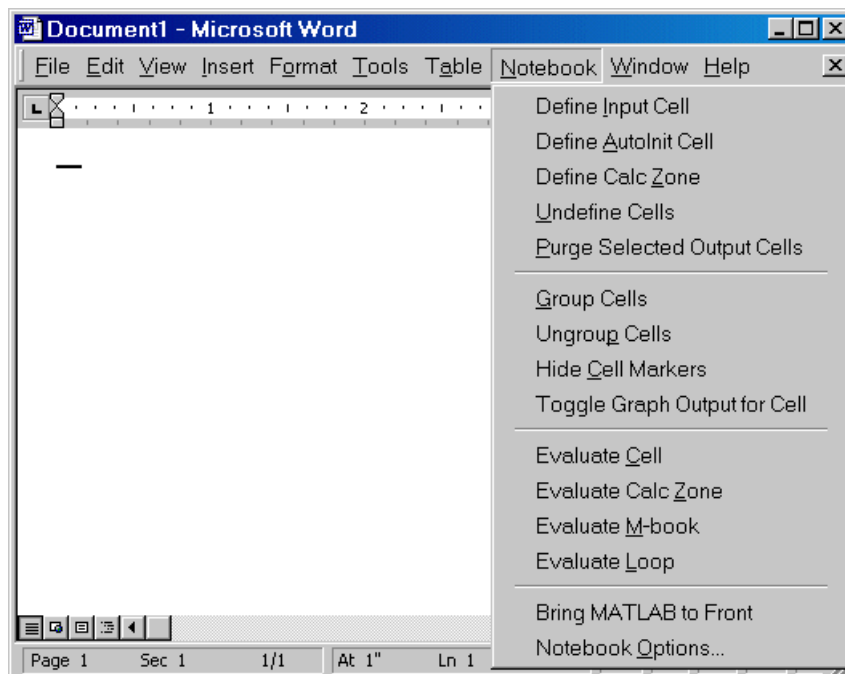 Document1 - Microsoft Word
File Edit View Insert Format Tools Table Notebook Window Help
1 2
Define Input Cell
Define AutoInit Cell
Define Calc Zone
Undefine Cells
Purge Selected Output Cells
Group Cells
Ungroup Cells
Hide Cell Markers
Toggle Graph Output for Cell
Evaluate Cell
Evaluate Calc Zone
Evaluate M-book
Evaluate Loop
Bring MATLAB to Front
Notebook Options...
Page 1 Sec 1 1/1 At 1" Ln 1